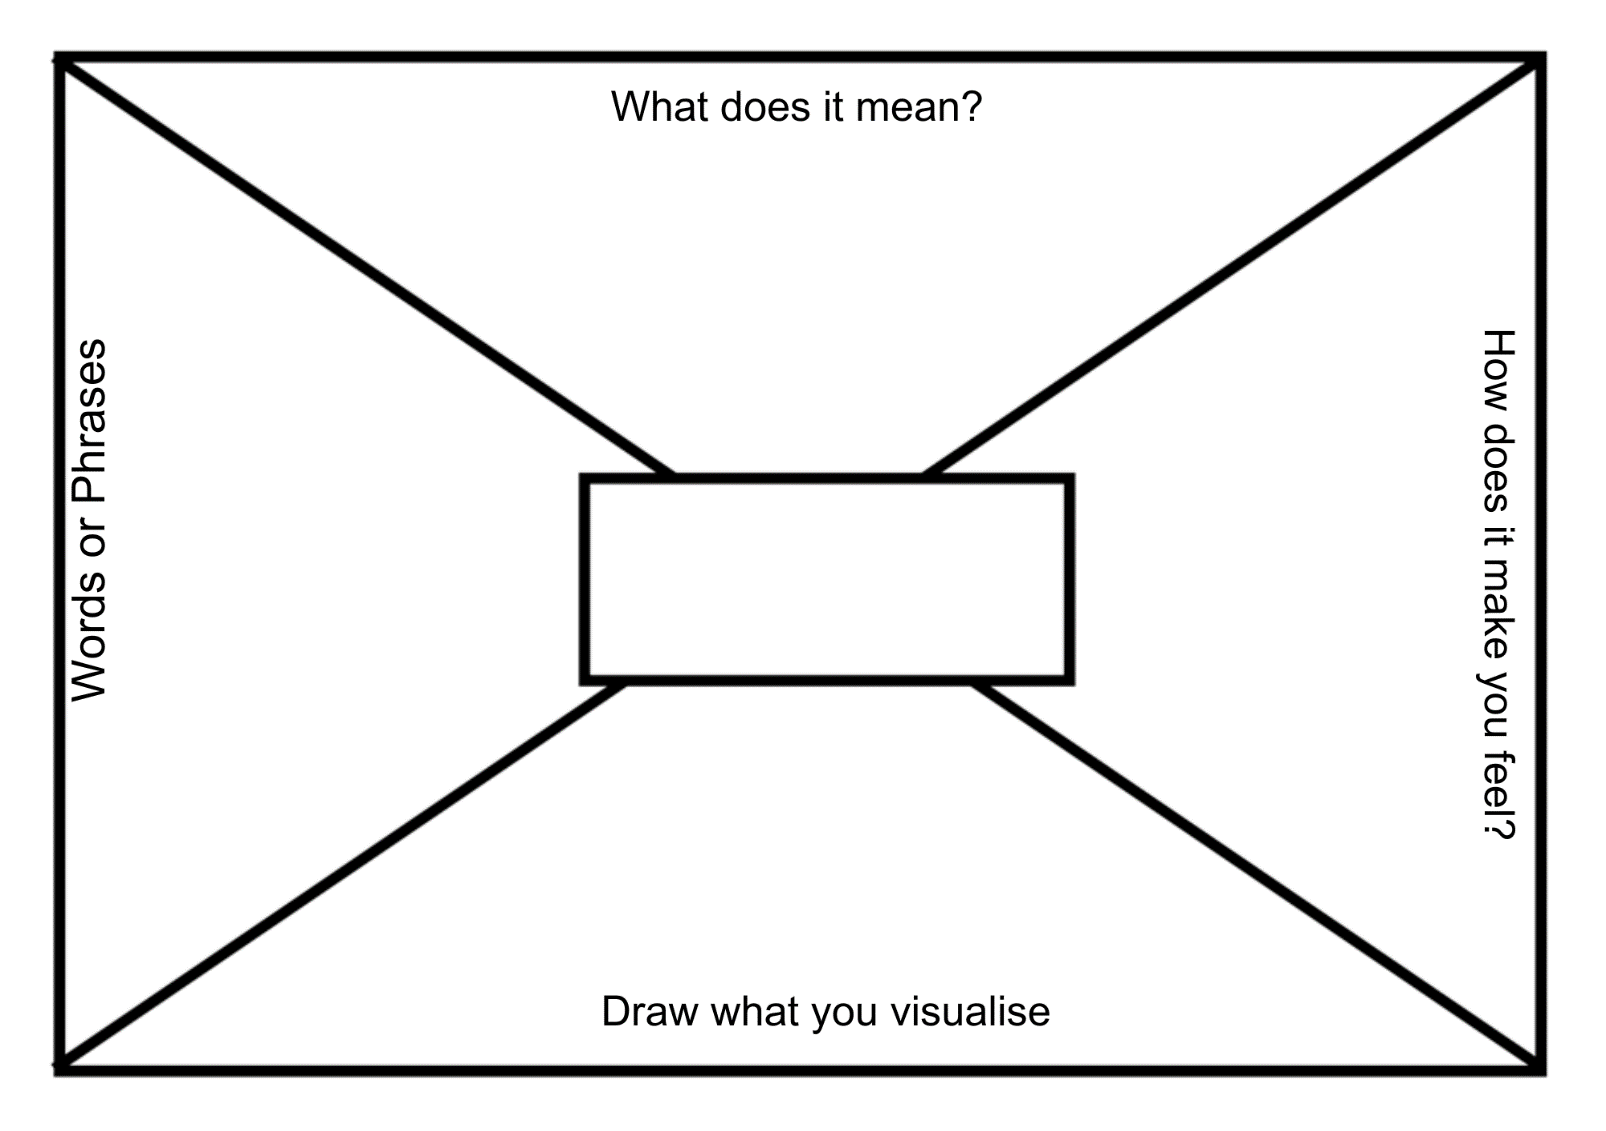 What does it mean?
Words or Phrases
How does it make you feel?
Draw what you visualise